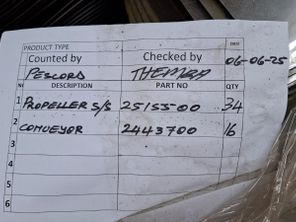 PRODUCT TYPE DATE
Counted by Checked by 06-06-25
PESCORD THEMBA
NO DESCRIPTION PART NO QTY
1 PROPELLER S/S 2515500 34
2 CONVEYOR 2443700 16
3
4
5
6